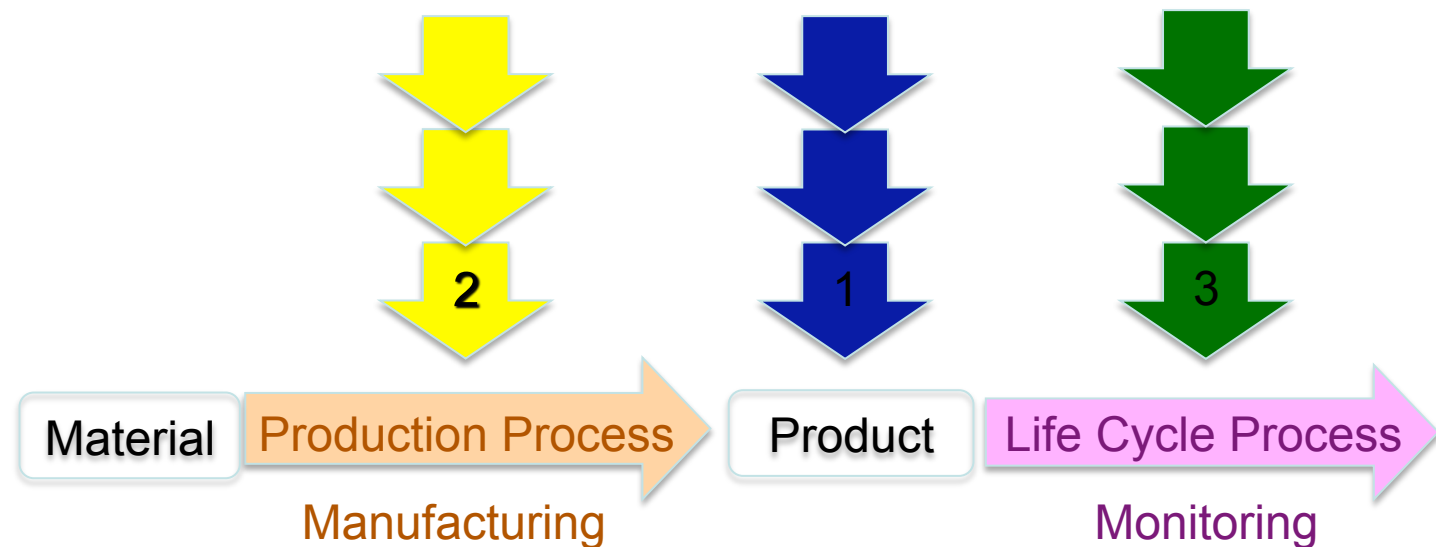 2
1
3
Material
Production Process
Product
Life Cycle Process
Manufacturing
Monitoring